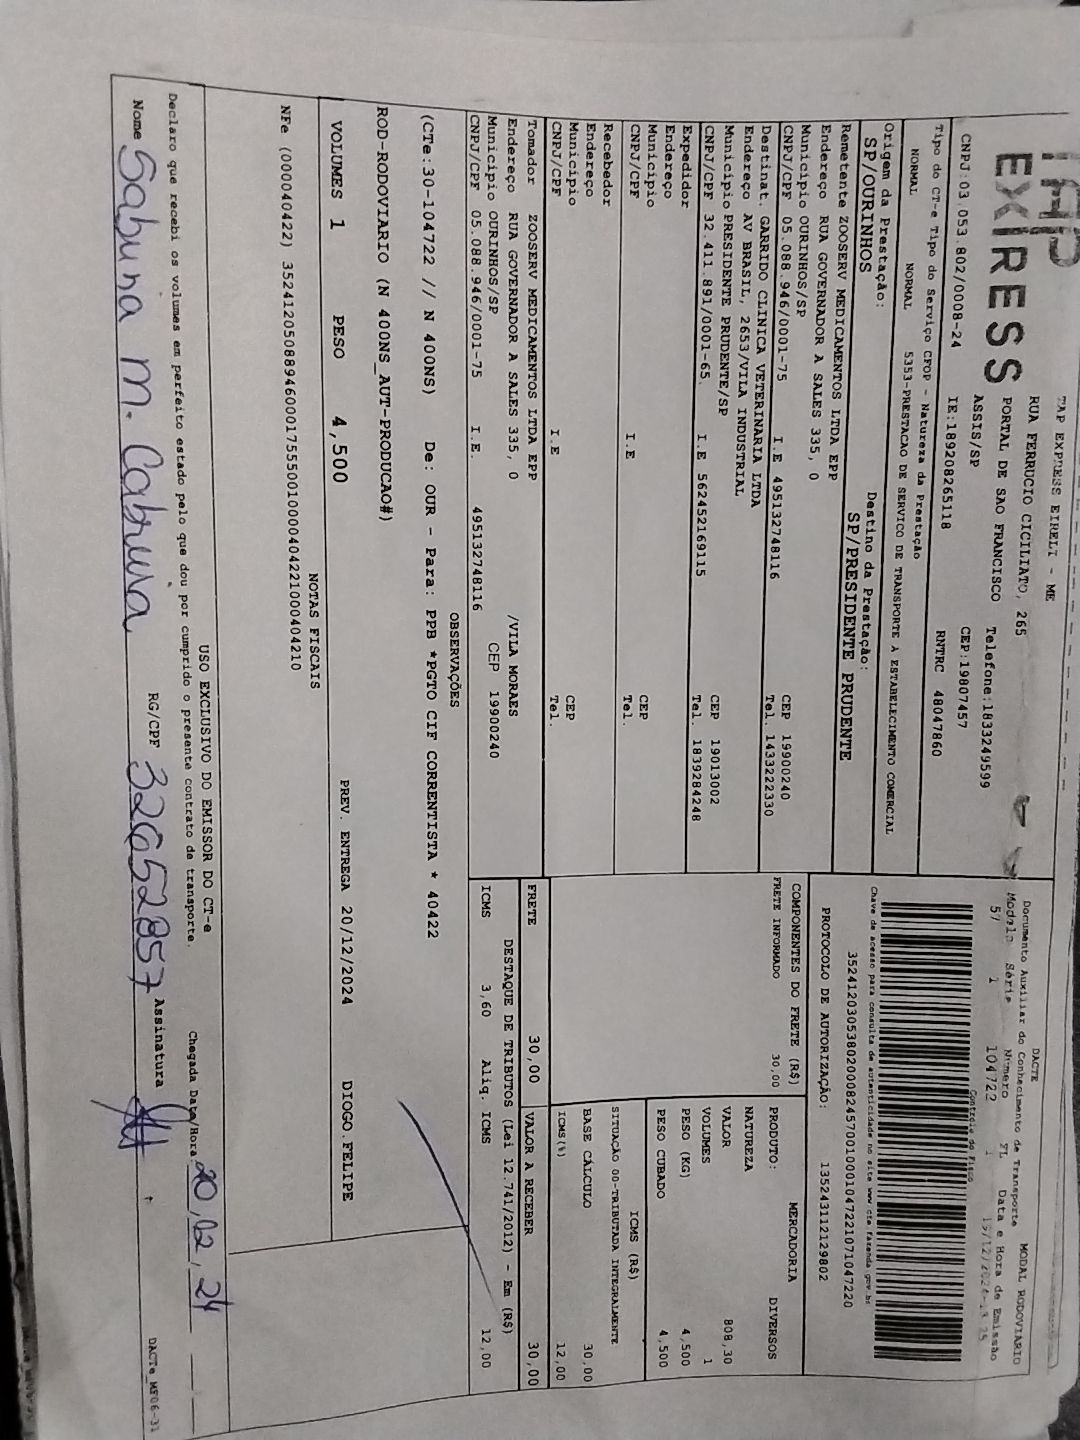 TAP EXPRESS EIRELI - ME
RUA FERRUCIO CICILIATO, 265
PORTAL DE SAO FRANCISCO Telefone:1833249599
ASSIS/SP CEP:19807457
CNPJ:03.053.802/0008-24 IE:189208265118 RNTRC 48047860
Tipo do CT-e Tipo do Serviço CFOP - Natureza da Prestação
NORMAL NORMAL 5353-PRESTACAO DE SERVICO DE TRANSPORTE A ESTABELECIMENTO COMERCIAL
Origem da Prestação: Destino da Prestação:
SP/OURINHOS SP/PRESIDENTE PRUDENTE
DACTE MODAL RODOVIÁRIO
Documento Auxiliar do Conhecimento de Transporte
Modelo Série Número FL Data e Hora de Emissão
57 1 104722 1
Controle do Fisco
Chave de acesso para consulta de autenticidade no site www.cte.fazenda.gov.br
35241203053802000824570010001047221071047220
PROTOCOLO DE AUTORIZAÇÃO: 135243112129802
Remetente ZOOSERV MEDICAMENTOS LTDA EPP
Endereço RUA GOVERNADOR A SALES 335, 0
Município OURINHOS/SP CEP 19900240
CNPJ/CPF 05.088.946/0001-75 I.E 495132748116 Tel. 1433222330
Destinat. GARRIDO CLINICA VETERINARIA LTDA
Endereço AV BRASIL, 2653/VILA INDUSTRIAL
Município PRESIDENTE PRUDENTE/SP CEP 19013002
CNPJ/CPF 32.411.891/0001-65. I.E 562452169115 Tel. 1839284248
Expedidor
Endereço
Município CEP
CNPJ/CPF I.E Tel.
Recebedor
Endereço
Município CEP
CNPJ/CPF I.E Tel.
Tomador ZOOSERV MEDICAMENTOS LTDA EPP
Endereço RUA GOVERNADOR A SALES 335, 0 /VILA MORAES
Município OURINHOS/SP CEP 19900240
CNPJ/CPF 05.088.946/0001-75 I.E. 495132748116
COMPONENTES DO FRETE (R$)
FRETE INFORMADO 30,00
MERCADORIA
PRODUTO: DIVERSOS
NATUREZA
VALOR 808,30
VOLUMES 1
PESO (KG) 4,500
PESO CUBADO 4,500
ICMS (R$)
SITUAÇÃO 00-TRIBUTADA INTEGRALMENTE
BASE CÁLCULO 30,00
ICMS(%) 12,00
FRETE 30,00 VALOR A RECEBER 30,00
DESTAQUE DE TRIBUTOS (Lei 12.741/2012) - Em (R$)
ICMS 3,60 Aliq. ICMS 12,00
OBSERVAÇÕES
(CTe:30-104722 // N 400NS) De: OUR - Para: PPB *PGTO CIF CORRENTISTA * 40422
ROD-RODOVIARIO (N 400NS_AUT-PRODUCAO#)
VOLUMES 1 PESO 4,500 PREV. ENTREGA 20/12/2024 DIOGO.FELIPE
NOTAS FISCAIS
NFe (000040422) 35241205088946000175550010000404221000404210
USO EXCLUSIVO DO EMISSOR DO CT-e
Declaro que recebi os volumes em perfeito estado pelo que dou por cumprido o presente contrato de transporte. Chegada Data/Hora: 20,12,24
Nome Sabrina M. Cabrera RG/CPF 326052857 Assinatura